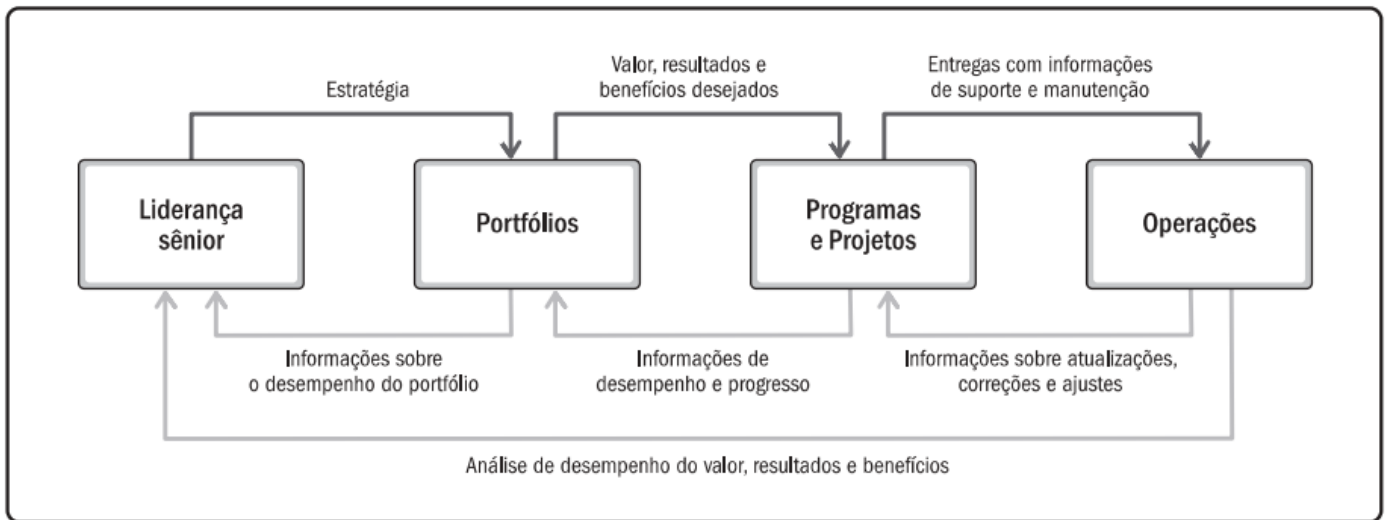 Estratégia
Valor, resultados e
benefícios desejados
Entregas com informações
de suporte e manutenção
Liderança
sênior
Portfólios
Programas
e Projetos
Operações
Informações sobre
o desempenho do portfólio
Informações de
desempenho e progresso
Informações sobre atualizações,
correções e ajustes
Análise de desempenho do valor, resultados e benefícios